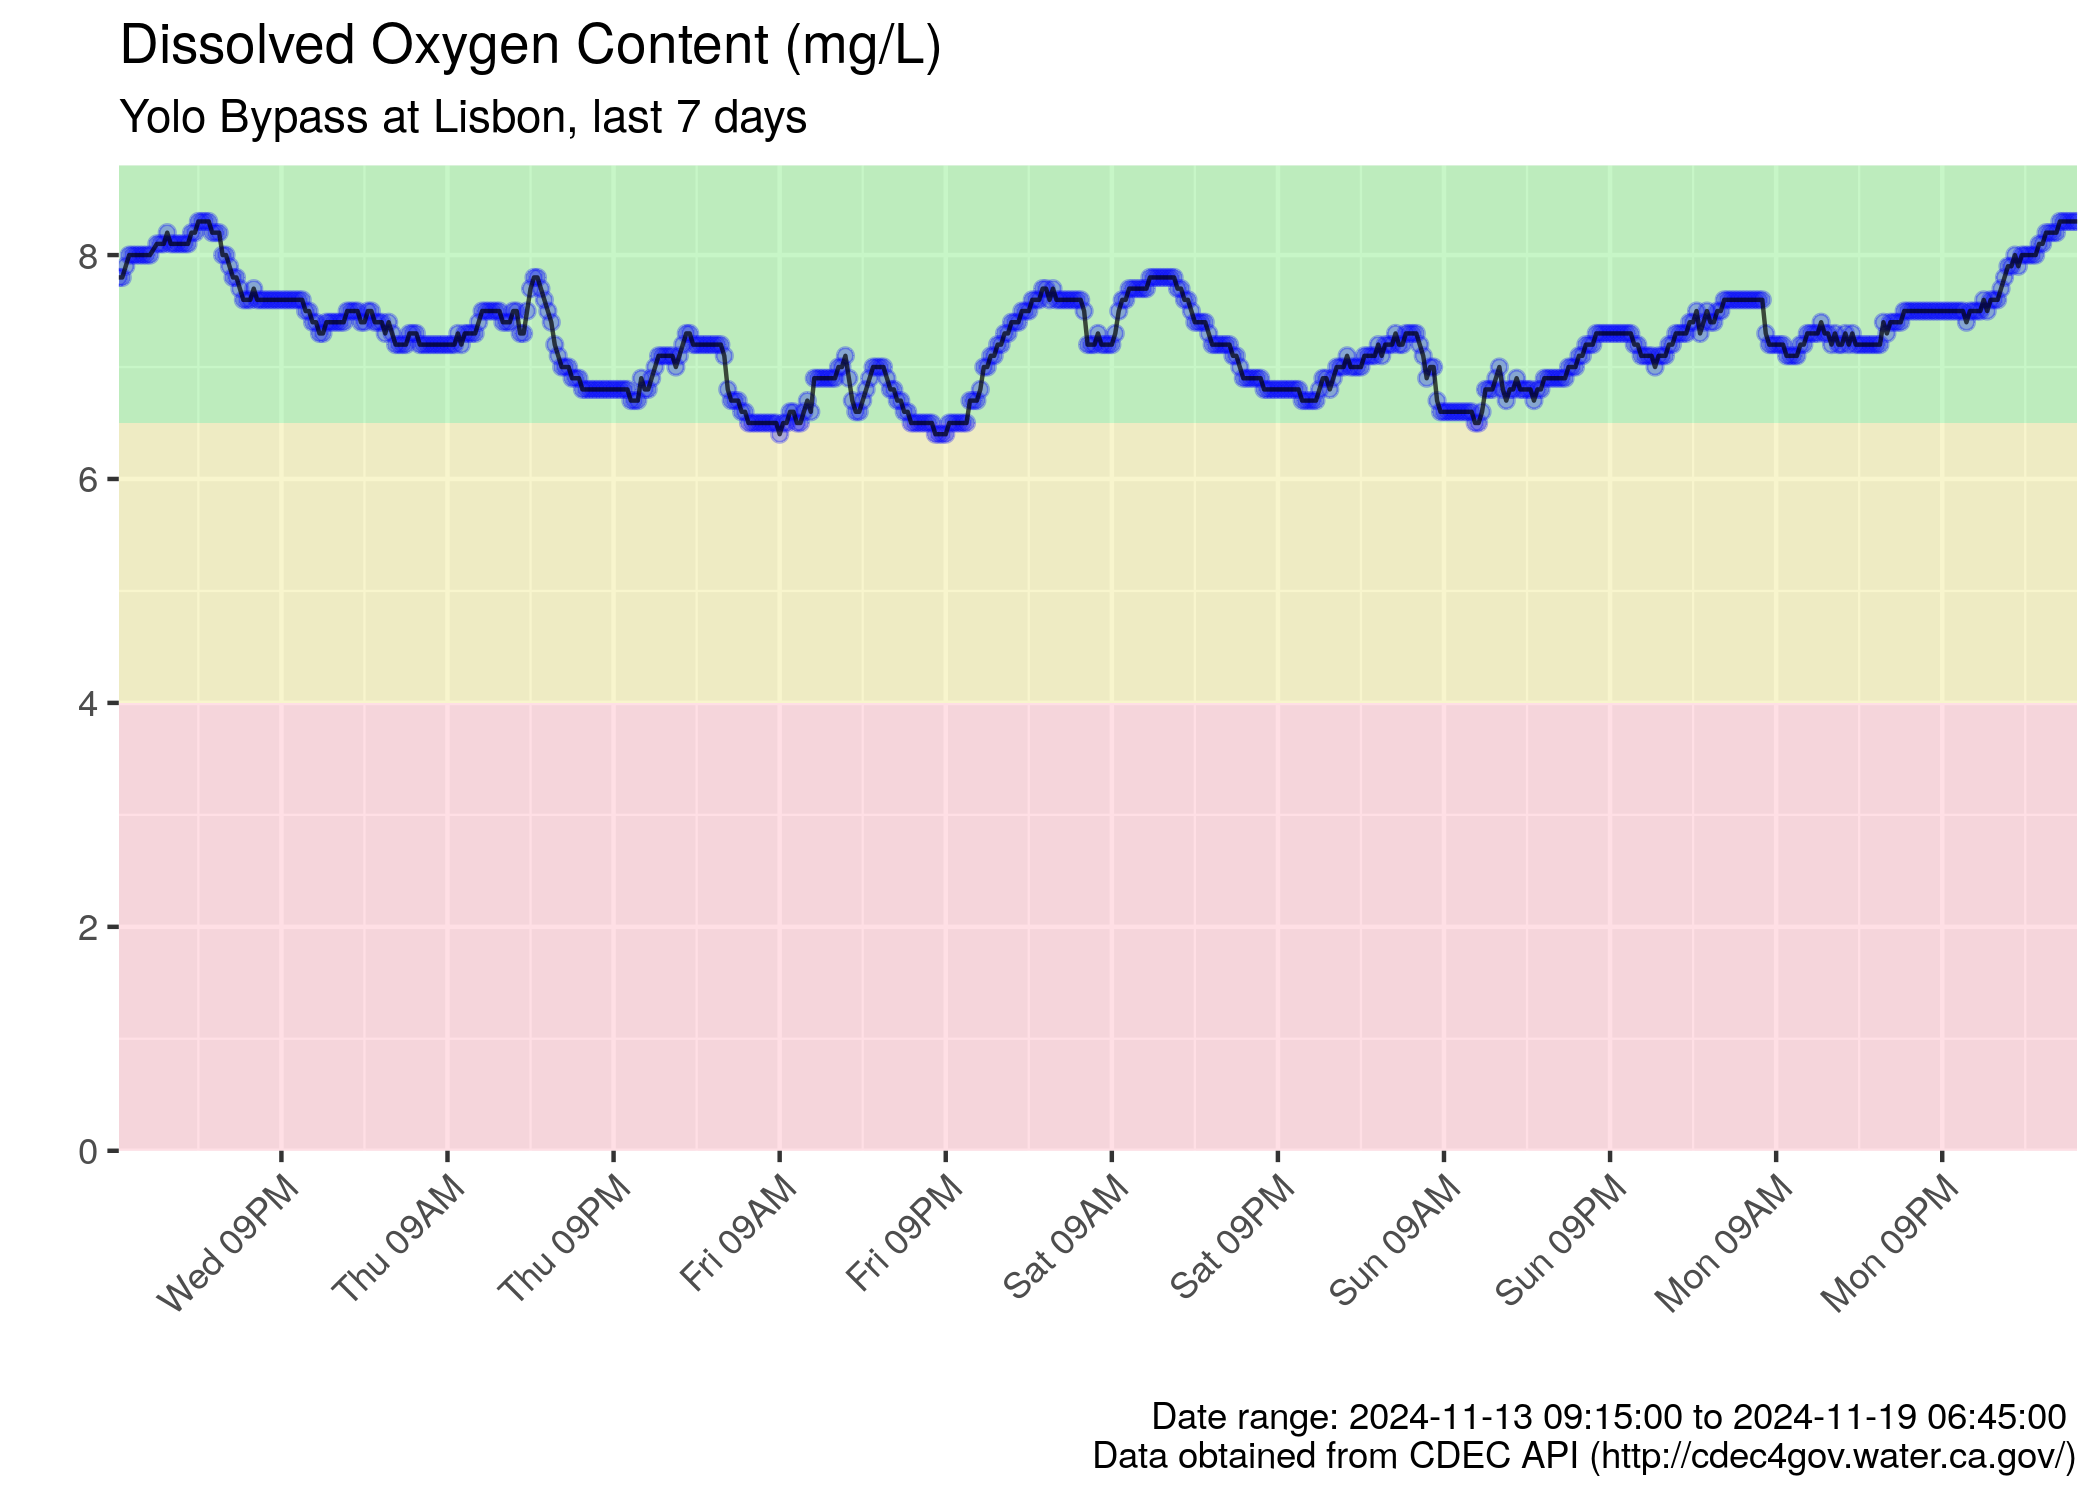 Dissolved Oxygen Content (mg/L)
Yolo Bypass at Lisbon, last 7 days
8
6
4
2
0
Wed 09PM
Thu 09AM
Thu 09PM
Fri 09AM
Fri 09PM
Sat 09AM
Sat 09PM
Sun 09AM
Sun 09PM
Mon 09AM
Mon 09PM
Date range: 2024-11-13 09:15:00 to 2024-11-19 06:45:00
Data obtained from CDEC API (http://cdec4gov.water.ca.gov/)